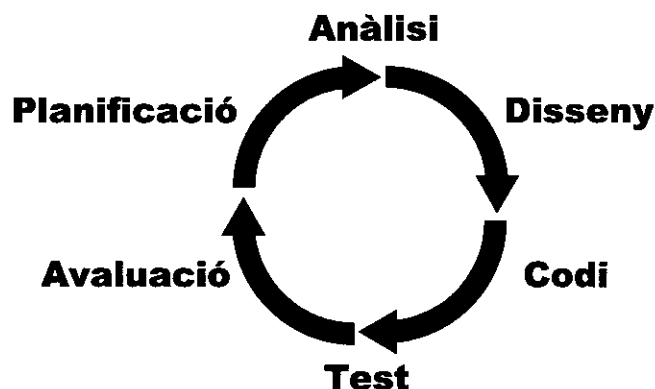 Anàlisi
Planificació
Disseny
Avaluació
Codi
Test